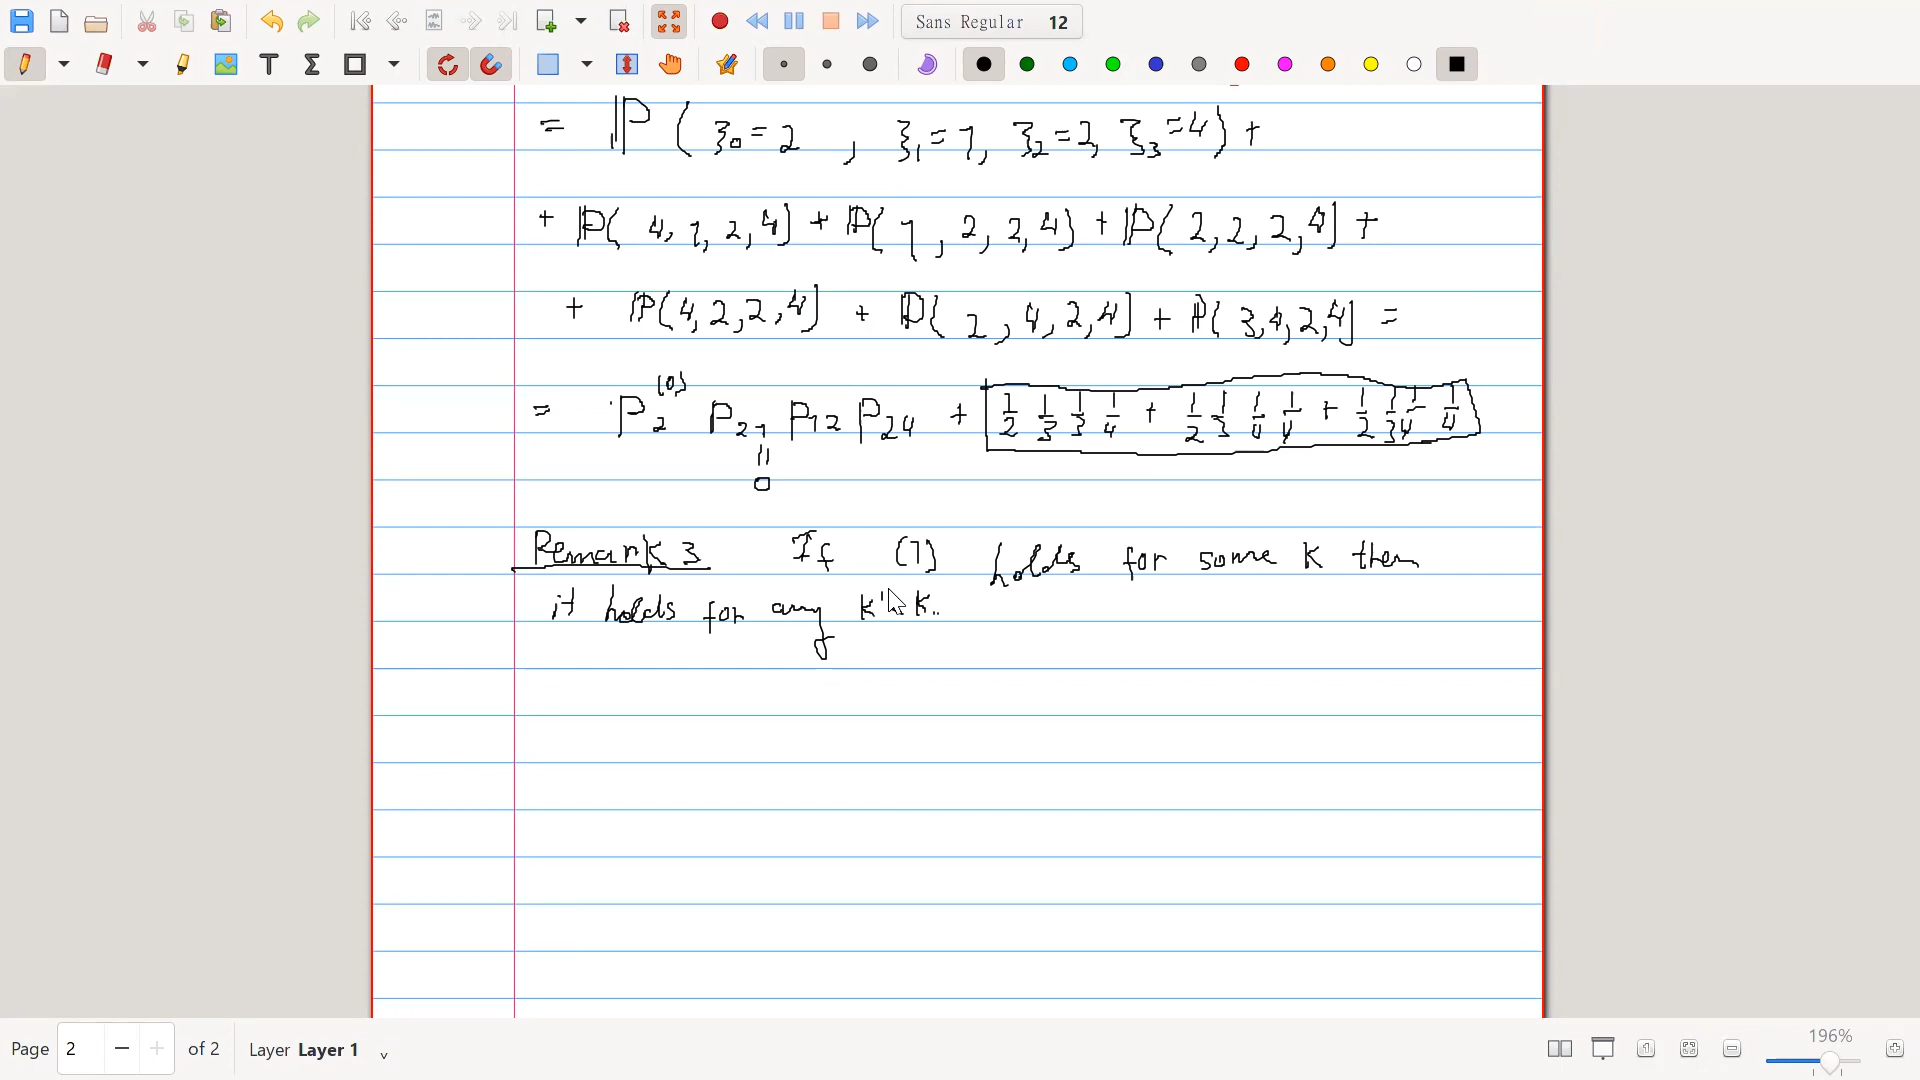 Sans Regular 12
= ℙ ( ξ₀ = 2 , ξ₁ = 1, ξ₂ = 2, ξ₃ = 4) +
+ ℙ( 4, 1, 2, 4) + ℙ( 1, 2, 2, 4) + ℙ( 2, 2, 2, 4) +
+ ℙ(4, 2, 2, 4) + ℙ( 2, 4, 2, 4) + ℙ( 3, 4, 2, 4) =
= P₂⁽⁰⁾ P₂₁ P₁₂ P₂₄ + 1/2 1/3 1/3 1/4 + 1/2 1/3 1/4 1/4 + 1/2 1/3 1/4 1/4
"
0
Remark 3 If (1) holds for some K then
it holds for any K' K..
Page 2 of 2 Layer Layer 1 196%